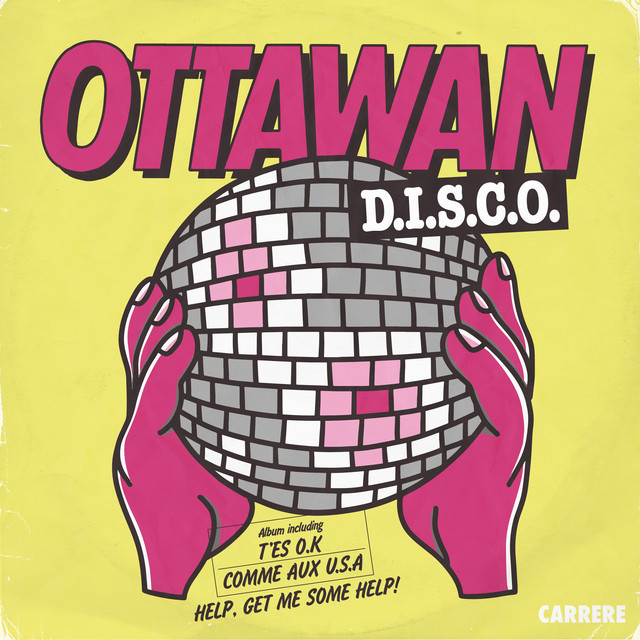 OTTAWAN
D.I.S.C.O.
Album including
T'ES O.K
COMME AUX U.S.A
HELP, GET ME SOME HELP!
CARRERE